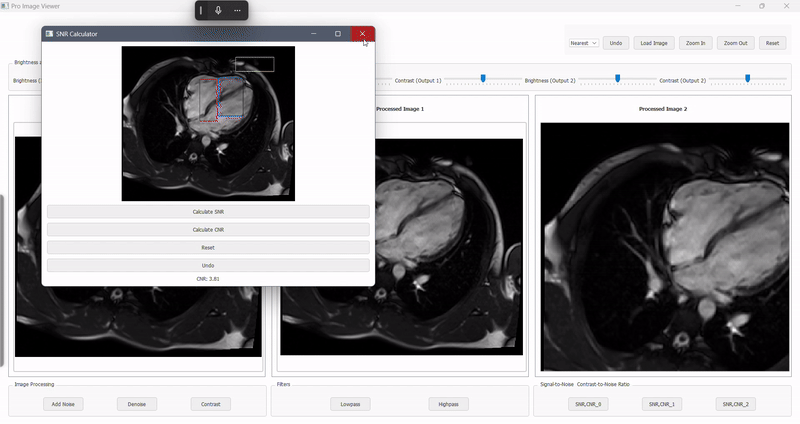 Pro Image Viewer
SNR Calculator
Nearest
Undo
Load Image
Zoom In
Zoom Out
Reset
Contrast (Output 1)
Brightness (Output 2)
Contrast (Output 2)
Processed Image 1
Processed Image 2
Calculate SNR
Calculate CNR
Reset
Undo
CNR: 3.81
Image Processing
Add Noise
Denoise
Contrast
Filters
Lowpass
Highpass
Signal-to-Noise Contrast-to-Noise Ratio
SNR,CNR_0
SNR,CNR_1
SNR,CNR_2